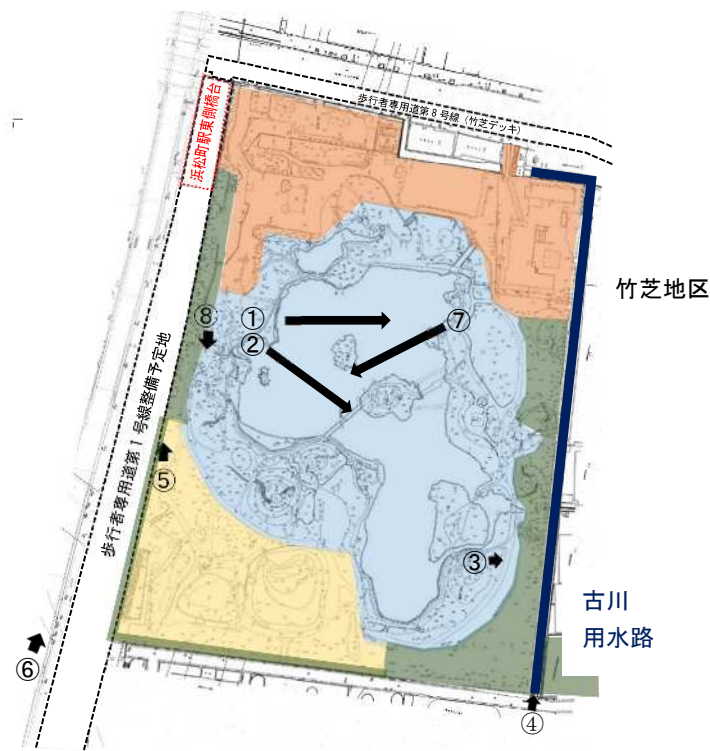 歩行者専用道第8号線（竹芝デッキ）
浜松町駅東側橋台
竹芝地区
⑧
①
②
⑦
歩行者専用道第1号線整備予定地
⑤
③
⑥
④
古川
用水路